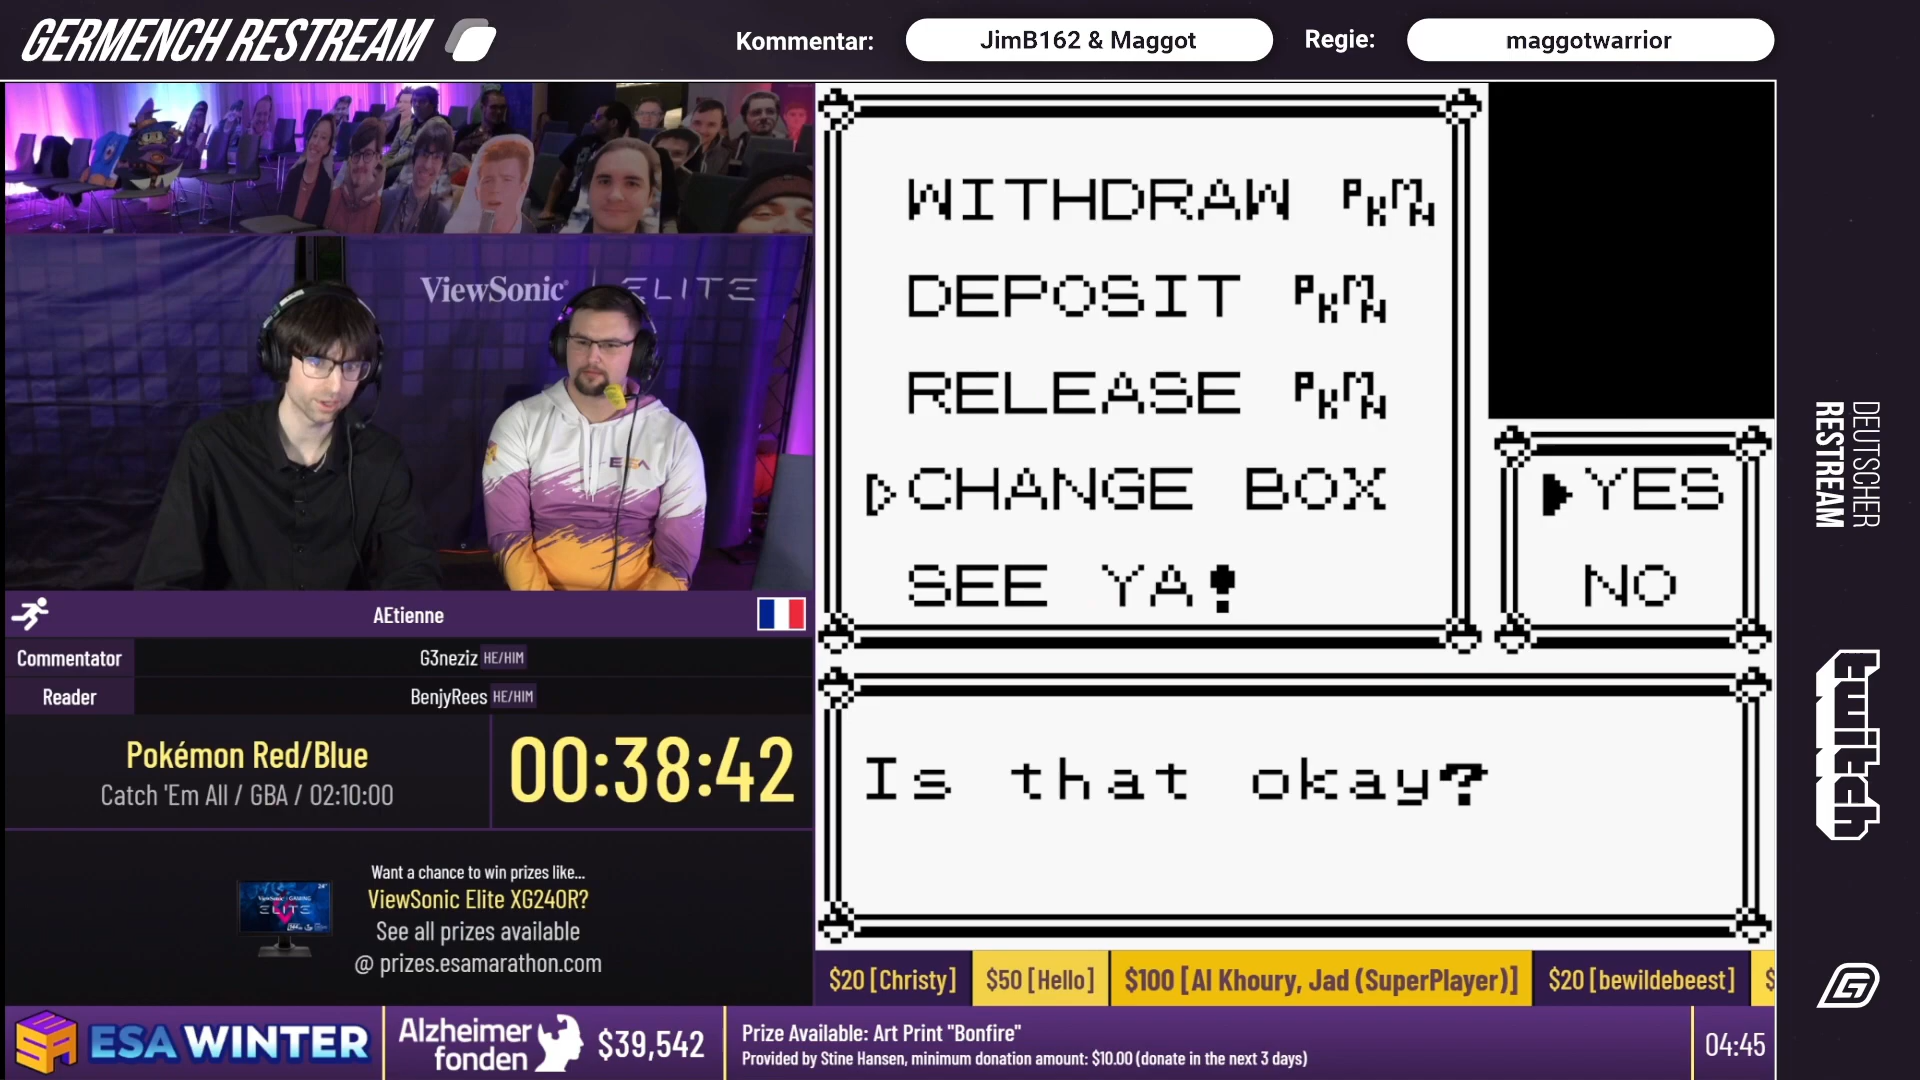 GERMENCH RESTREAM
Kommentar:
JimB162 & Maggot
Regie:
maggotwarrior
ViewSonic ELITE
ESA
AEtienne
Commentator
G3neziz HE/HIM
Reader
BenjyRees HE/HIM
Pokémon Red/Blue
Catch 'Em All / GBA / 02:10:00
00:38:42
Want a chance to win prizes like...
ViewSonic Elite XG240R?
See all prizes available
@ prizes.esamarathon.com
WITHDRAW PKMN
DEPOSIT PKMN
RELEASE PKMN
CHANGE BOX
SEE YA!
YES
NO
Is that okay?
$20 [Christy]
$50 [Hello]
$100 [Al Khoury, Jad (SuperPlayer)]
$20 [bewildebeest]
$
ESA WINTER
Alzheimer
fonden
$39,542
Prize Available: Art Print "Bonfire"
Provided by Stine Hansen, minimum donation amount: $10.00 (donate in the next 3 days)
04:45
DEUTSCHER
RESTREAM
twitch